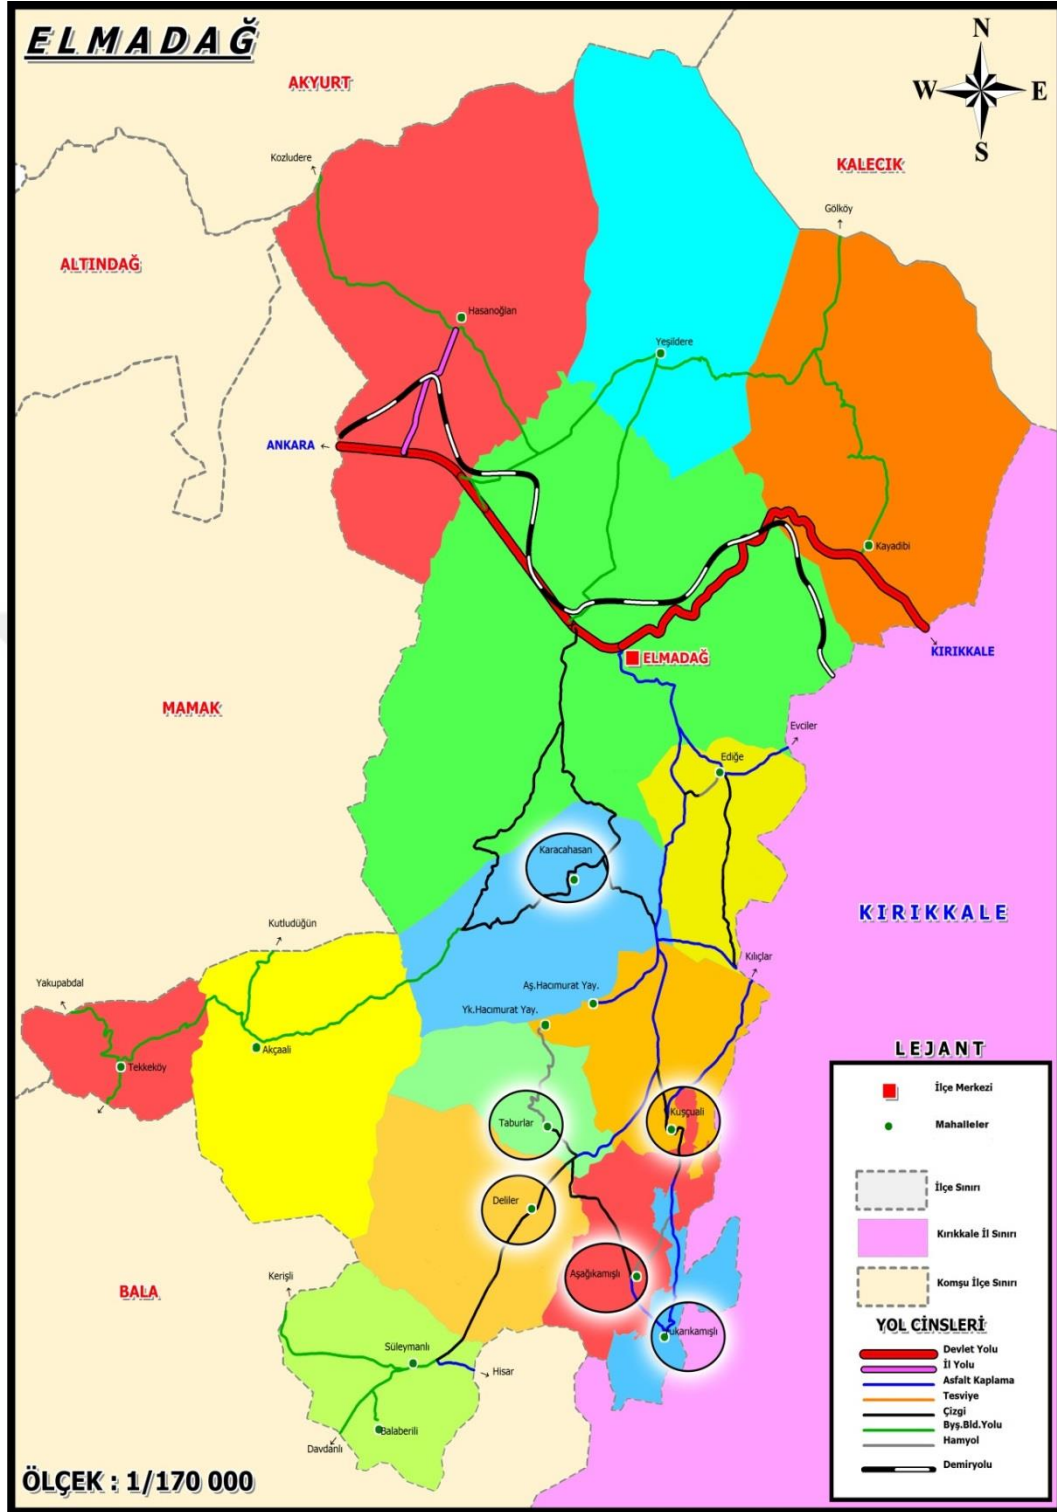 ELMADAĞ
N
W E
S
AKYURT
Kozludere
KALECIK
Gölköy
ALTINDAĞ
Hasanoğlan
Yeşildere
ANKARA
Kayadibi
ELMADAĞ
KIRIKKALE
MAMAK
Evciler
Ediğe
Karacahasan
KIRIKKALE
Kutludüğün
Kılıçlar
Yakupabdal
Aş.Hacımurat Yay.
Yk.Hacımurat Yay.
Akçaali
Tekkeköy
Taburlar
Kuşçuali
Deliler
Aşağıkamışlı
Kerişli
BALA
ukarıkamışlı
Süleymanlı
Hisar
Balaberili
Davdanlı
LEJANT
İlçe Merkezi
Mahalleler
İlçe Sınırı
Kırıkkale İl Sınırı
Komşu İlçe Sınırı
YOL CİNSLERİ
Devlet Yolu
İl Yolu
Asfalt Kaplama
Tesviye
Çizgi
Byş.Bld.Yolu
Hamyol
Demiryolu
ÖLÇEK : 1/170 000